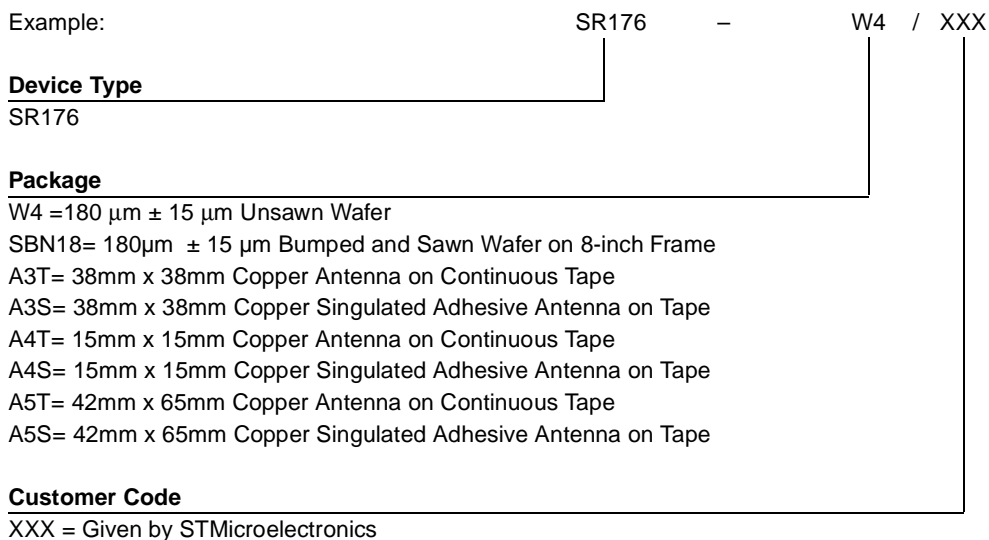 Example: SR176 – W4 / XXX
Device Type
SR176
Package
W4 =180 μm ± 15 μm Unsawn Wafer
SBN18= 180μm ± 15 μm Bumped and Sawn Wafer on 8-inch Frame
A3T= 38mm x 38mm Copper Antenna on Continuous Tape
A3S= 38mm x 38mm Copper Singulated Adhesive Antenna on Tape
A4T= 15mm x 15mm Copper Antenna on Continuous Tape
A4S= 15mm x 15mm Copper Singulated Adhesive Antenna on Tape
A5T= 42mm x 65mm Copper Antenna on Continuous Tape
A5S= 42mm x 65mm Copper Singulated Adhesive Antenna on Tape
Customer Code
XXX = Given by STMicroelectronics